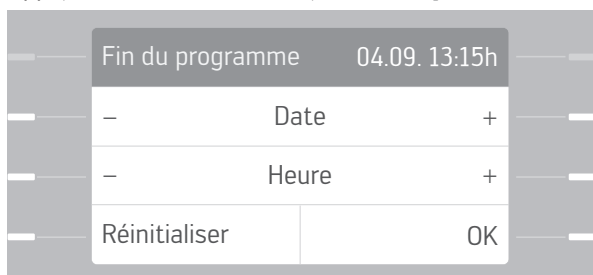 Fin du programme 04.09. 13:15h
– Date +
– Heure +
Réinitialiser OK